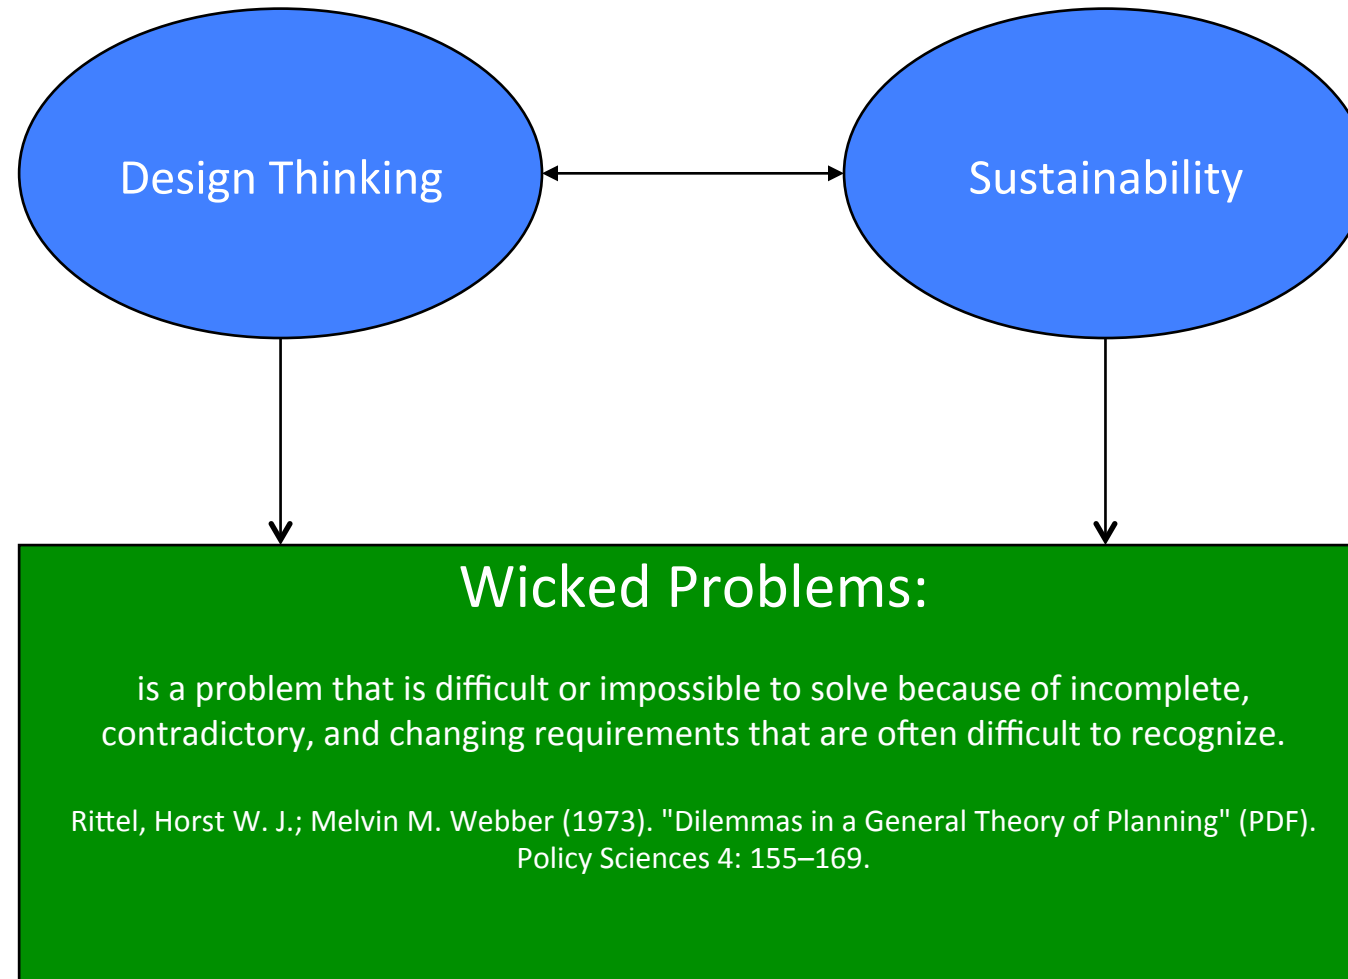 Design Thinking
Sustainability
Wicked Problems:
is a problem that is difficult or impossible to solve because of incomplete,
contradictory, and changing requirements that are often difficult to recognize.
Rittel, Horst W. J.; Melvin M. Webber (1973). "Dilemmas in a General Theory of Planning" (PDF).
Policy Sciences 4: 155–169.